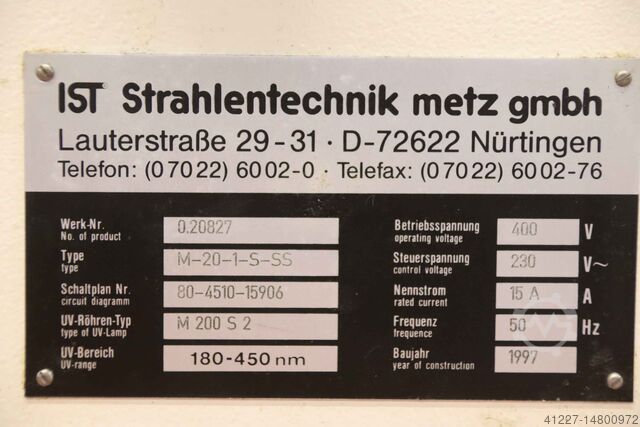 IST Strahlentechnik metz gmbh
Lauterstraße 29-31 · D-72622 Nürtingen
Telefon: (07022) 6002-0 · Telefax: (07022) 6002-76
Werk-Nr. 0.20827 Betriebsspannung 400 V
No. of product operating voltage
Type M-20-1-S-SS Steuerspannung 230 V~
type control voltage
Schaltplan Nr. 80-4510-15906 Nennstrom 15 A A
circuit diagramm rated current
UV-Röhren-Typ M 200 S 2 Frequenz 50 Hz
type of UV-Lamp frequence
UV-Bereich 180-450 nm Baujahr 1997
UV-range year of construction
41227-14800972